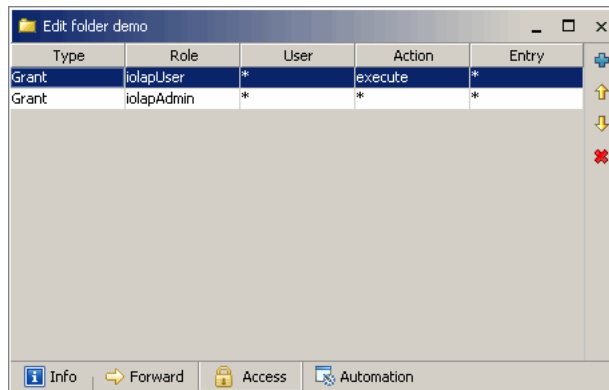 Edit folder demo
Type Role User Action Entry
Grant iolapUser * execute *
Grant iolapAdmin * * *
Info Forward Access Automation